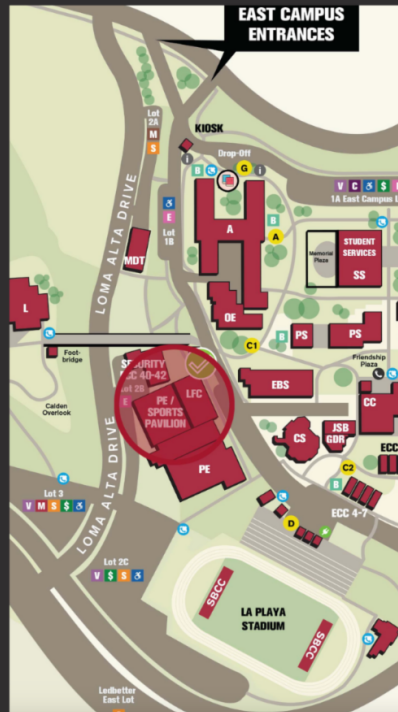 EAST CAMPUS
ENTRANCES
Lot
2A
M
S
KIOSK
i
Drop-Off
B
G
i
V C S
1A East Campus
E
Lot
1B
LOMA ALTA DRIVE
MDT
A
B
A
Memorial
Plaza
STUDENT
SERVICES
SS
L
OE
C1
B
PS
PS
Foot-
bridge
Friendship
Plaza
SECURITY
ECC 40-42
Lot 2B
E
LFC
PE /
SPORTS
PAVILION
EBS
CC
Calden
Overlook
CS
JSB
GDR
ECC
LOMA ALTA DRIVE
PE
C2
B
ECC 4-7
Lot 3
V M S $
D
Lot 2C
V $ S
SBCC
LA PLAYA
STADIUM
SBCC
Ledbetter
East Lot